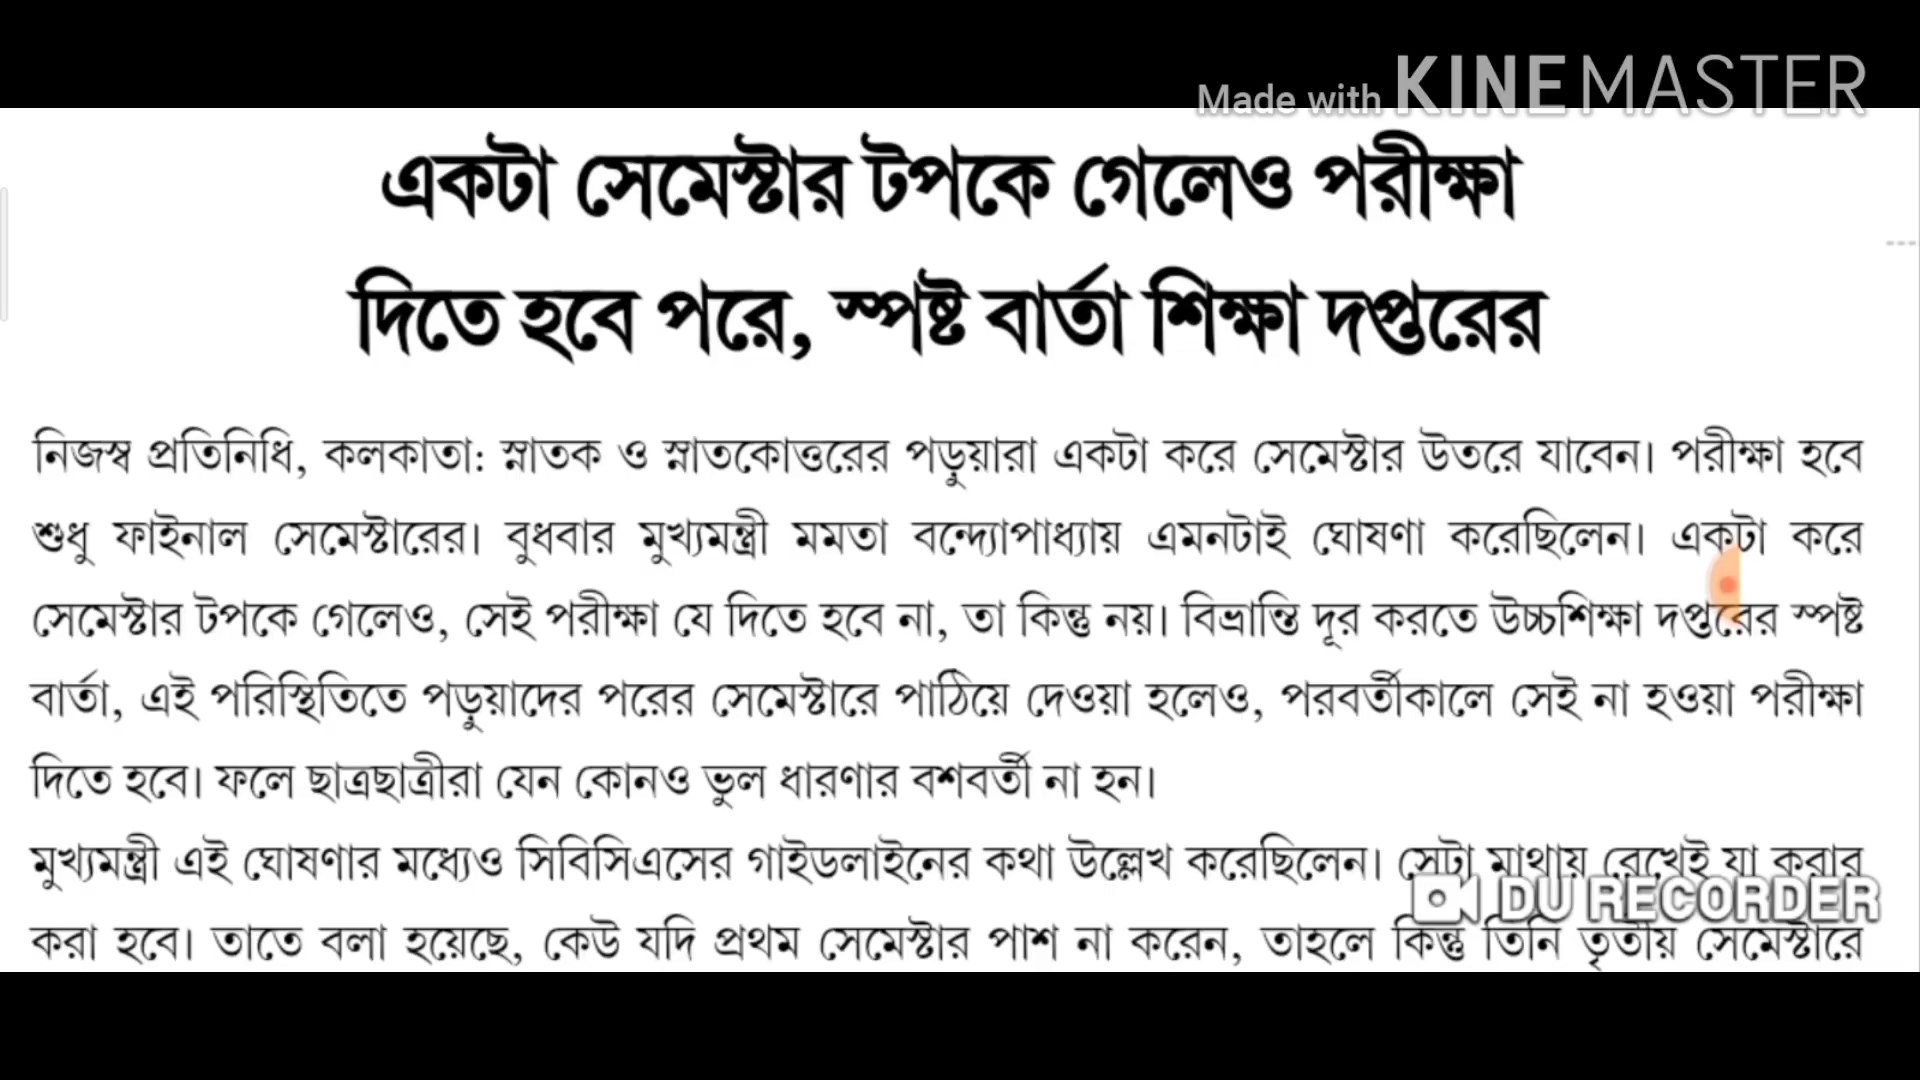 Made with KINEMASTER
একটা সেমেস্টার টপকে গেলেও পরীক্ষা
দিতে হবে পরে, স্পষ্ট বার্তা শিক্ষা দপ্তরের
নিজস্ব প্রতিনিধি, কলকাতা: স্নাতক ও স্নাতকোত্তরের পড়ুয়ারা একটা করে সেমেস্টার উতরে যাবেন। পরীক্ষা হবে
শুধু ফাইনাল সেমেস্টারের। বুধবার মুখ্যমন্ত্রী মমতা বন্দ্যোপাধ্যায় এমনটাই ঘোষণা করেছিলেন। একটা করে
সেমেস্টার টপকে গেলেও, সেই পরীক্ষা যে দিতে হবে না, তা কিন্তু নয়। বিভ্রান্তি দূর করতে উচ্চশিক্ষা দপ্তরের স্পষ্ট
বার্তা, এই পরিস্থিতিতে পড়ুয়াদের পরের সেমেস্টারে পাঠিয়ে দেওয়া হলেও, পরবর্তীকালে সেই না হওয়া পরীক্ষা
দিতে হবে। ফলে ছাত্রছাত্রীরা যেন কোনও ভুল ধারণার বশবর্তী না হন।
মুখ্যমন্ত্রী এই ঘোষণার মধ্যেও সিবিসিএসের গাইডলাইনের কথা উল্লেখ করেছিলেন। সেটা মাথায় রেখেই যা করার
DU RECORDER
করা হবে। তাতে বলা হয়েছে, কেউ যদি প্রথম সেমেস্টার পাশ না করেন, তাহলে কিন্তু তিনি তৃতীয় সেমেস্টারে